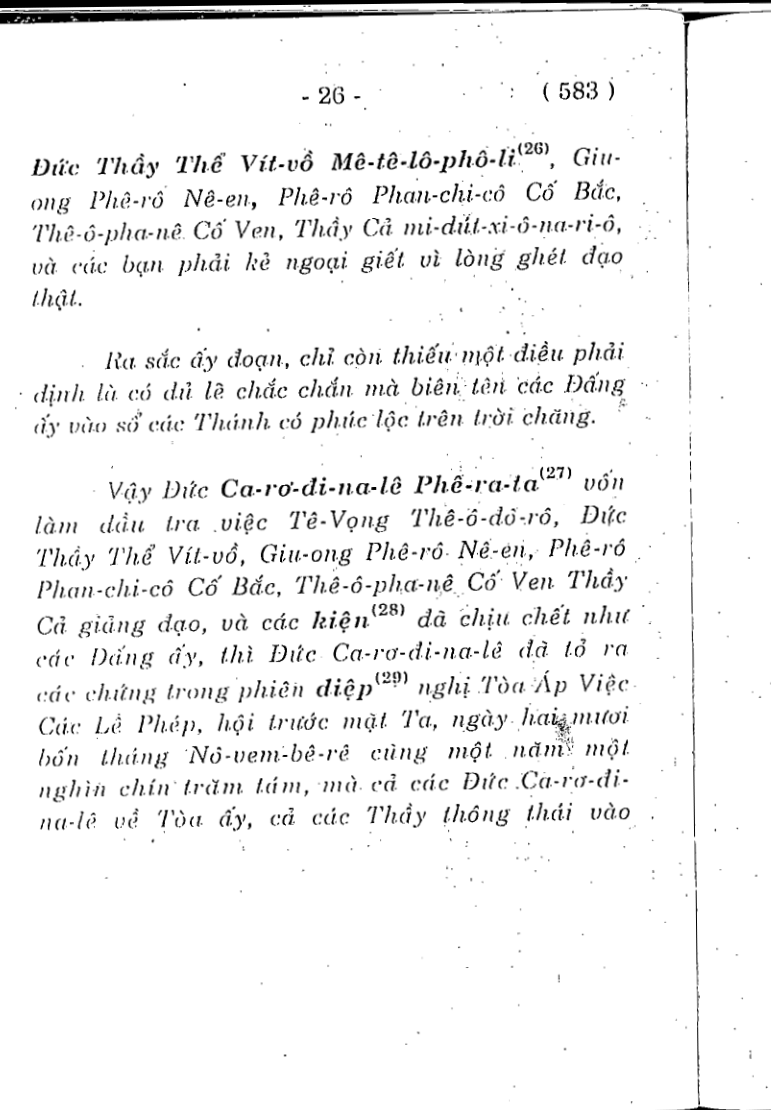 - 26 -
( 583 )
Đức Thầy Thể Vít-vồ Mê-tê-lô-phô-li(26), Giu-
ong Phê-rô Nê-en, Phê-rô Phan-chi-cô Cố Bắc,
Thê-ô-pha-nê Cố Ven, Thầy Cả mi-dút-xi-ô-na-ri-ô,
và các bạn phải kẻ ngoại giết vì lòng ghét đạo
thật.
Ra sắc ấy đoạn, chỉ còn thiếu một điều phải
định là có đủ lẽ chắc chắn mà biên tên các Đấng
ấy vào sổ các Thánh có phúc lộc trên trời chăng.
Vậy Đức Ca-rơ-đi-na-lê Phê-ra-ta(27) vốn
làm đầu tra việc Tê-Vọng Thê-ô-đô-rô, Đức
Thầy Thể Vít-vồ, Giu-ong Phê-rô Nê-en, Phê-rô
Phan-chi-cô Cố Bắc, Thê-ô-pha-nê Cố Ven Thầy
Cả giảng đạo, và các kiện(28) đã chịu chết như
các Đấng ấy, thì Đức Ca-rơ-đi-na-lê đã tỏ ra
các chứng trong phiên điệp(29) nghị Tòa Áp Việc
Các Lễ Phép, hội trước mặt Ta, ngày hai mươi
bốn tháng Nô-vem-bê-rê cùng một năm một
nghìn chín trăm tám, mà cả các Đức Ca-rơ-đi-
na-lê về Tòa ấy, cả các Thầy thông thái vào